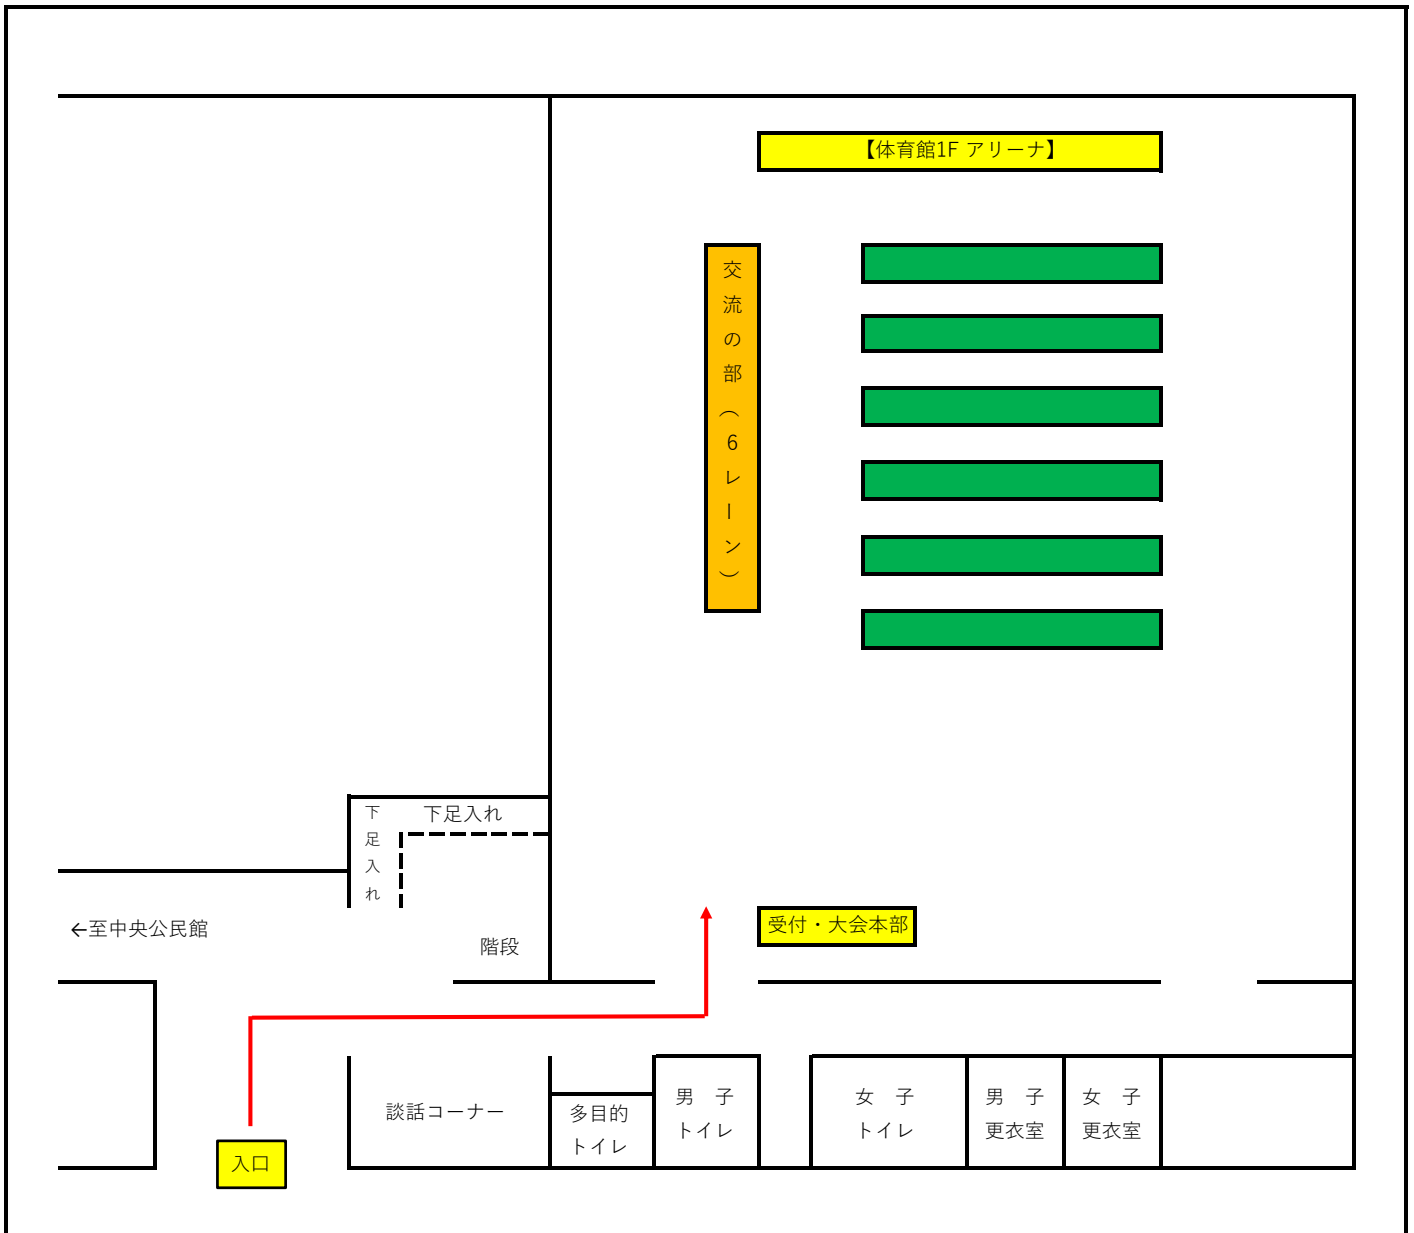 【体育館1F アリーナ】
交流の部（6レーン）
下足入れ
下足入れ
←至中央公民館
階段
受付・大会本部
談話コーナー
多目的
トイレ
男　子
トイレ
女　子
トイレ
男　子
更衣室
女　子
更衣室
入口